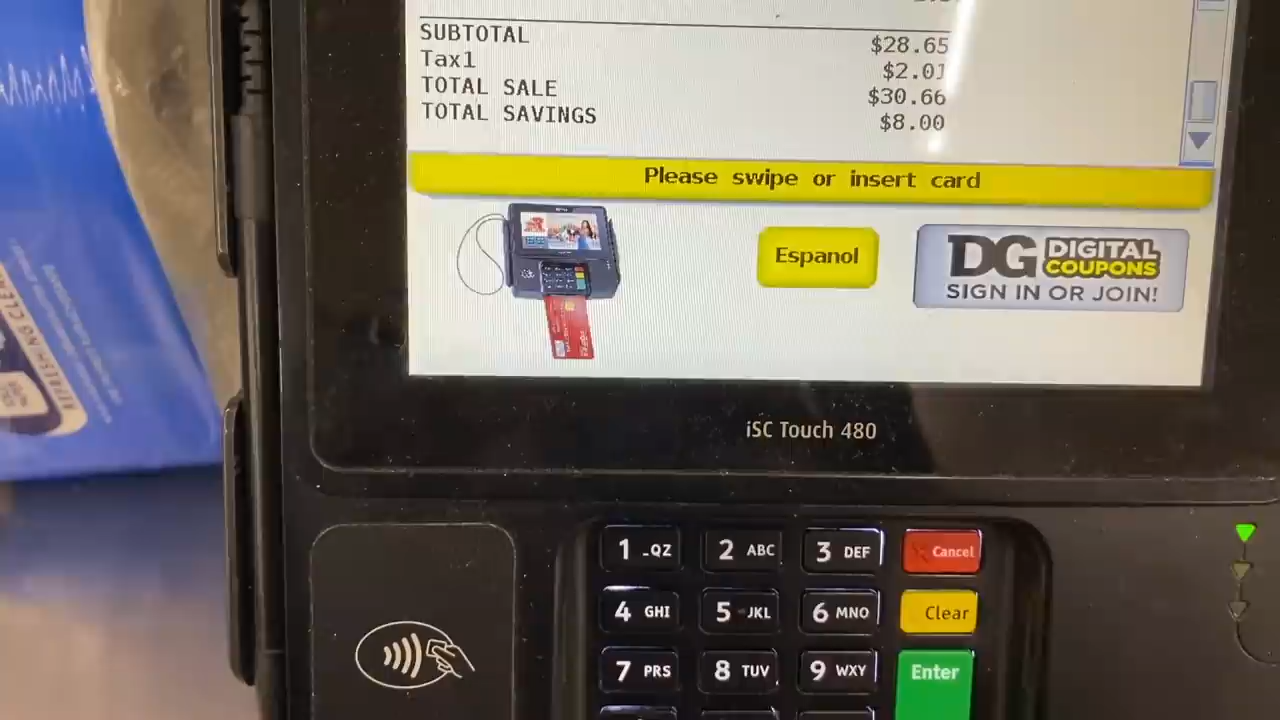 SUBTOTAL $28.65
Tax1 $2.01
TOTAL SALE $30.66
TOTAL SAVINGS $8.00
Please swipe or insert card
Espanol
DG DIGITAL COUPONS
SIGN IN OR JOIN!
iSC Touch 480
1 -QZ 2 ABC 3 DEF Cancel
4 GHI 5 JKL 6 MNO Clear
7 PRS 8 TUV 9 WXY Enter